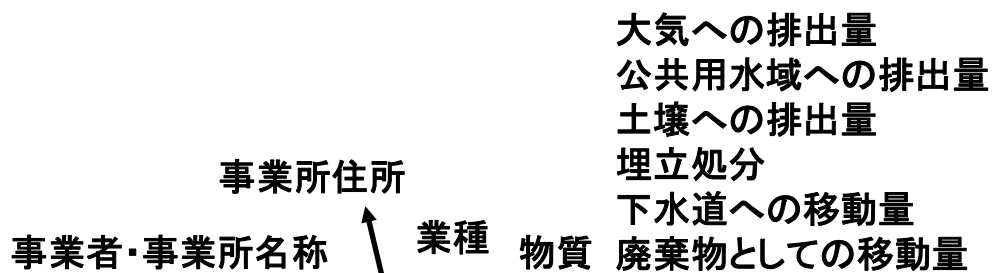 大気への排出量
公共用水域への排出量
土壌への排出量
埋立処分
事業所住所
下水道への移動量
業種
事業者・事業所名称
物質
廃棄物としての移動量